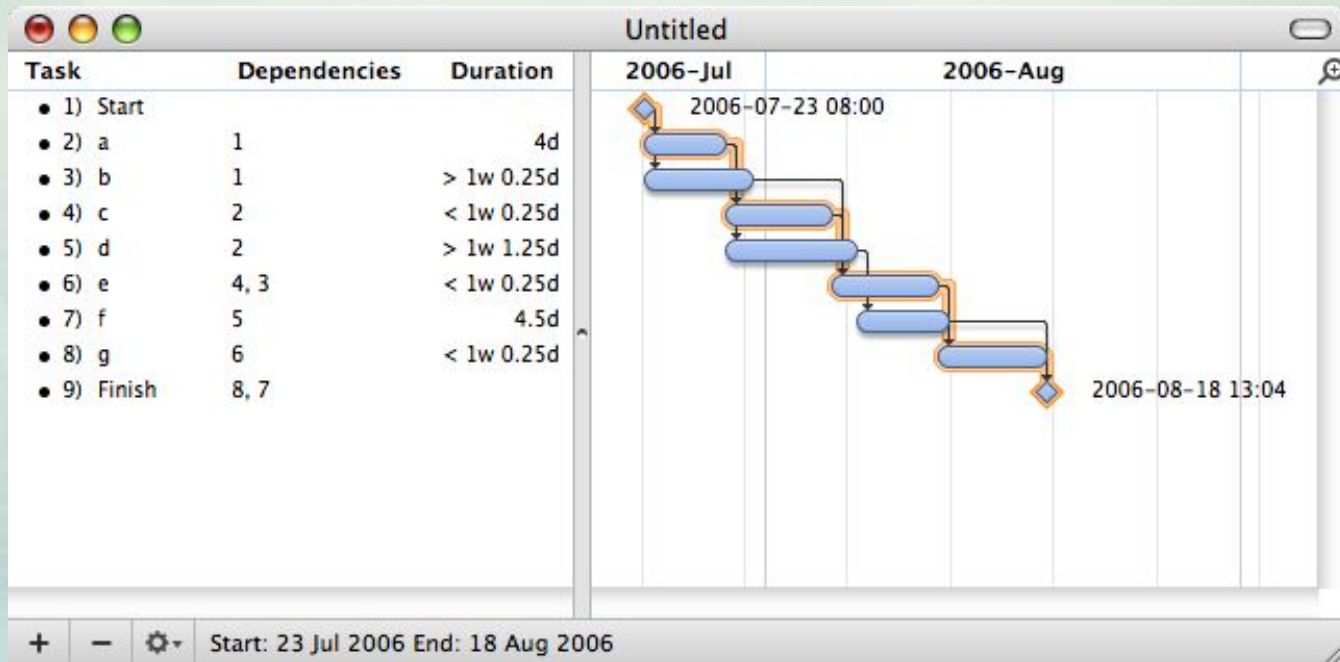 Untitled
Task Dependencies Duration 2006-Jul 2006-Aug
• 1) Start 2006-07-23 08:00
• 2) a 1 4d
• 3) b 1 > 1w 0.25d
• 4) c 2 < 1w 0.25d
• 5) d 2 > 1w 1.25d
• 6) e 4, 3 < 1w 0.25d
• 7) f 5 4.5d
• 8) g 6 < 1w 0.25d
• 9) Finish 8, 7 2006-08-18 13:04
Start: 23 Jul 2006 End: 18 Aug 2006